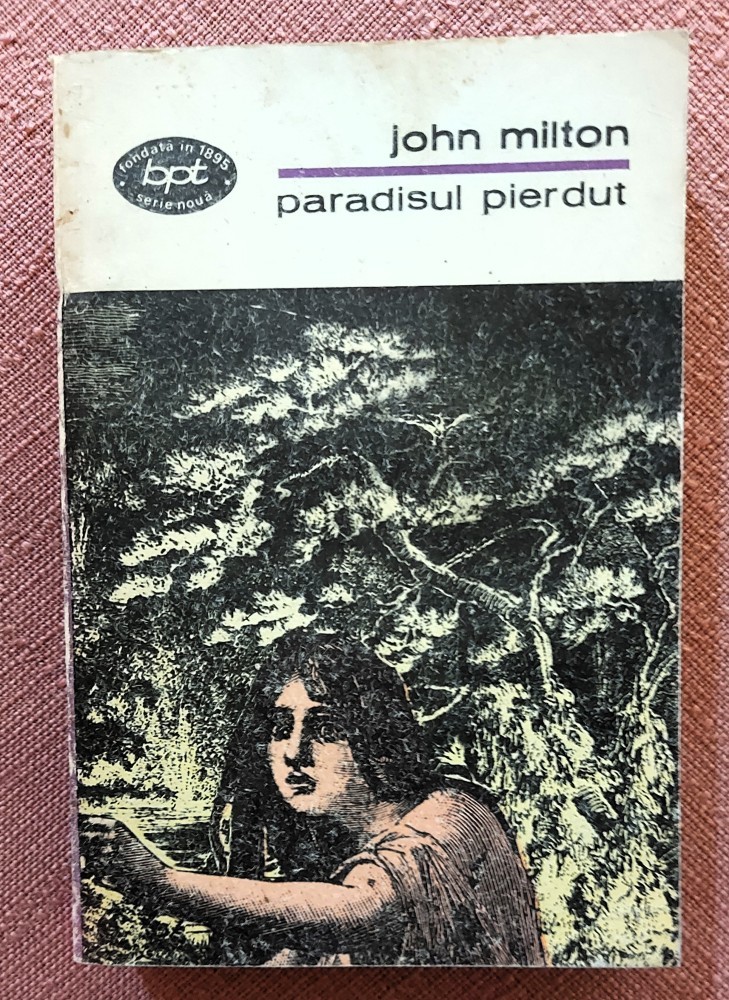 fondată în 1895
bpt
serie nouă
john milton
paradisul pierdut